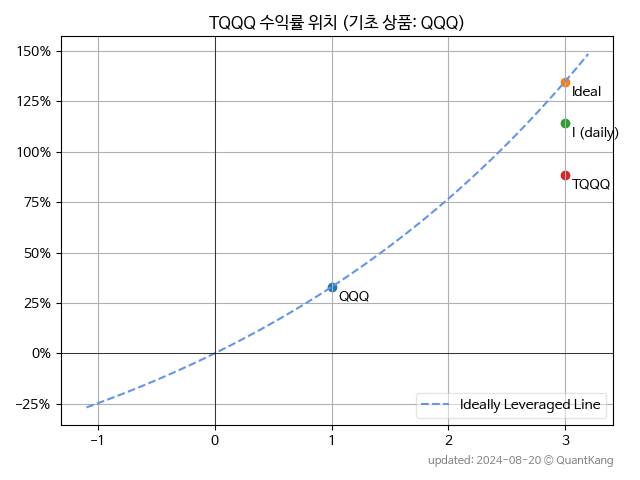 TQQQ 수익률 위치 (기초 상품: QQQ)
150%
125%
100%
75%
50%
25%
0%
−25%
Ideal
I (daily)
TQQQ
QQQ
Ideally Leveraged Line
−1
0
1
2
3
updated: 2024-08-20 © QuantKang